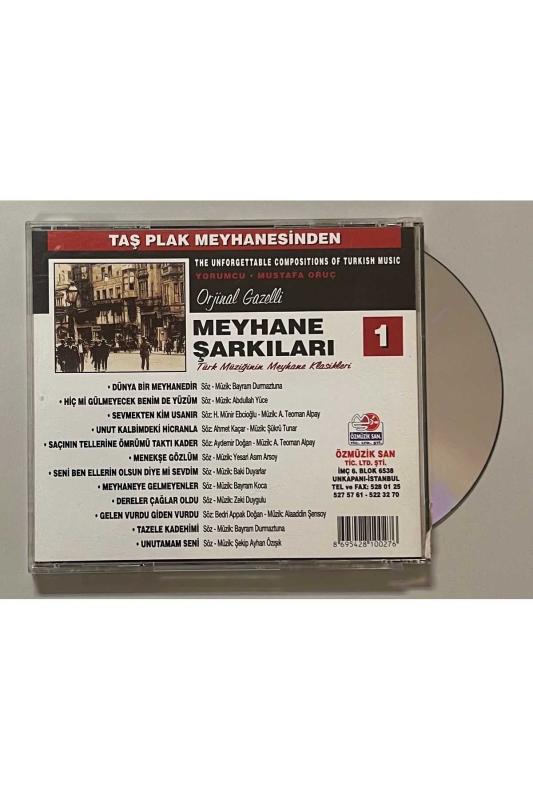 TAŞ PLAK MEYHANESİNDEN
THE UNFORGETTABLE COMPOSITIONS OF TURKISH MUSIC
YORUMCU • MUSTAFA ORUÇ
Orjinal Gazelli
MEYHANE
ŞARKILARI
1
Türk Müziğinin Meyhane Klasikleri
• DÜNYA BİR MEYHANEDİR Söz - Müzik: Bayram Durmaztuna
• HİÇ Mİ GÜLMEYECEK BENİM DE YÜZÜM Söz - Müzik: Abdullah Yüce
• SEVMEKTEN KİM USANIR Söz: H. Münir Ebcioğlu - Müzik: A. Teoman Alpay
• UNUT KALBİMDEKİ HİCRANLA Söz: Ahmet Kaçar - Müzik: Şükrü Tunar
• SAÇININ TELLERİNE ÖMRÜMÜ TAKTI KADER Söz: Aydemir Doğan - Müzik: A. Teoman Alpay
• MENEKŞE GÖZLÜM Söz - Müzik: Yesari Asım Arsoy
• SENİ BEN ELLERİN OLSUN DİYE Mİ SEVDİM Söz - Müzik: Baki Duyarlar
• MEYHANEYE GELMEYENLER Söz - Müzik: Bayram Koca
• DERELER ÇAĞLAR OLDU Söz - Müzik: Zeki Duygulu
• GELEN VURDU GİDEN VURDU Söz: Bedri Appak Doğan - Müzik: Alaaddin Şensoy
• TAZELE KADEHİMİ Söz - Müzik: Bayram Durmaztuna
• UNUTAMAM SENİ Söz - Müzik: Şekip Ayhan Özışık
ÖZMÜZİK SAN.
TİC. LTD. ŞTİ.
ÖZMÜZİK SAN
TİC. LTD. ŞTİ.
İMÇ 6. BLOK 6538
UNKAPANI-İSTANBUL
TEL ve FAX: 528 01 25
527 57 61 - 522 32 70
8 695428 100276